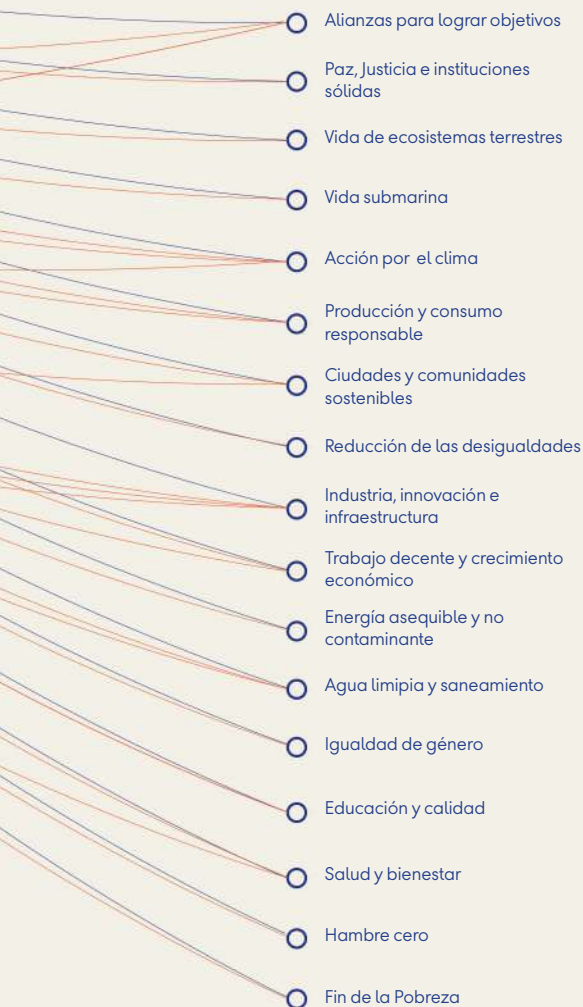 Alianzas para lograr objetivos
Paz, Justicia e instituciones
sólidas
Vida de ecosistemas terrestres
Vida submarina
Acción por el clima
Producción y consumo
responsable
Ciudades y comunidades
sostenibles
Reducción de las desigualdades
Industria, innovación e
infraestructura
Trabajo decente y crecimiento
económico
Energía asequible y no
contaminante
Agua limipia y saneamiento
Igualdad de género
Educación y calidad
Salud y bienestar
Hambre cero
Fin de la Pobreza